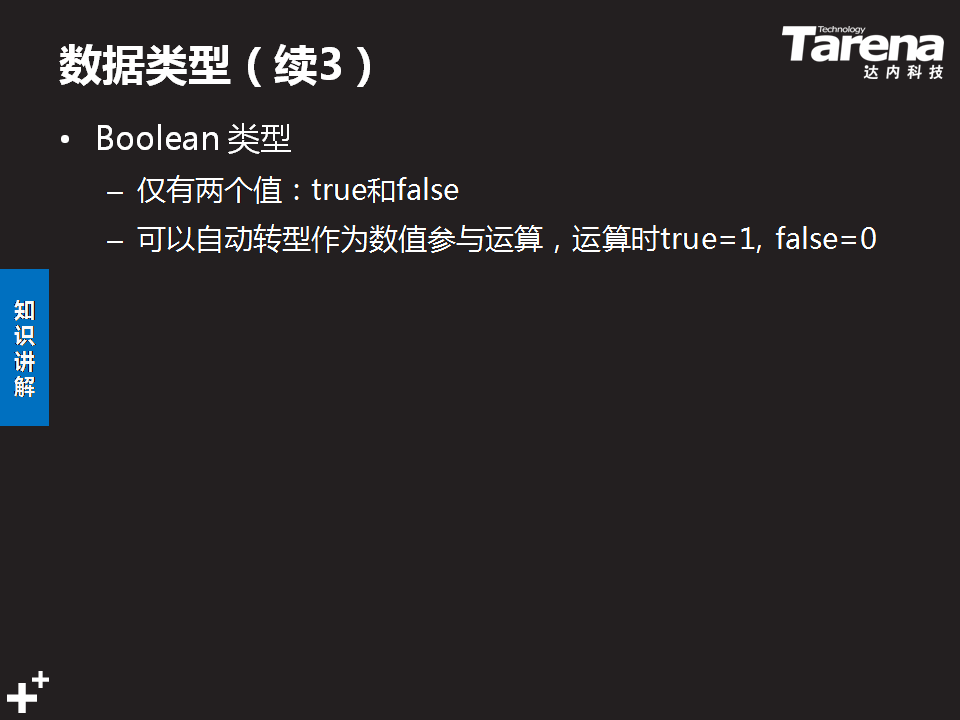 数据类型（续3）
Technology
Tarena
达内科技
• Boolean 类型
– 仅有两个值：true和false
– 可以自动转型作为数值参与运算，运算时true=1, false=0
知
识
讲
解